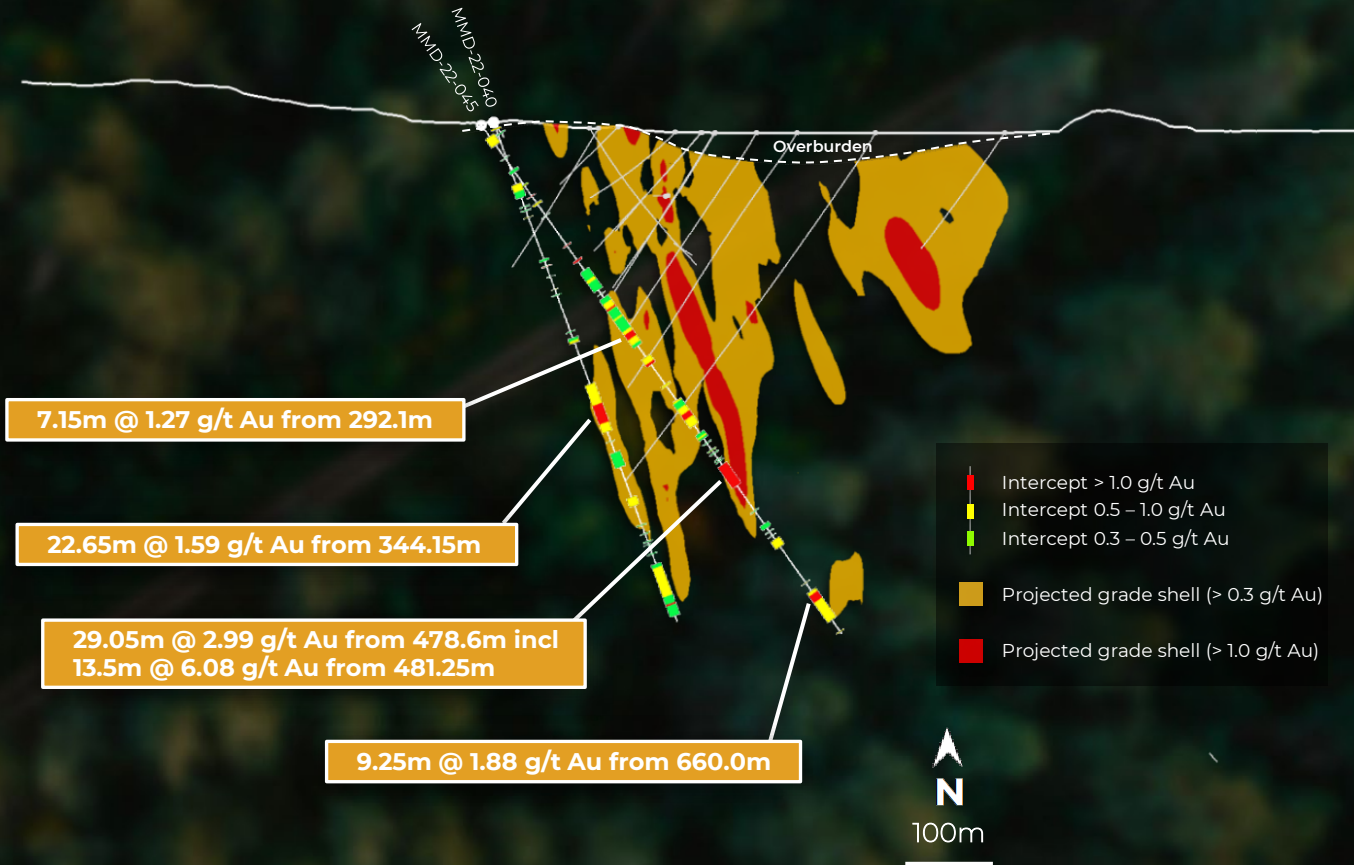 MMD-22-040
MMD-22-045
Overburden
7.15m @ 1.27 g/t Au from 292.1m
22.65m @ 1.59 g/t Au from 344.15m
29.05m @ 2.99 g/t Au from 478.6m incl
13.5m @ 6.08 g/t Au from 481.25m
9.25m @ 1.88 g/t Au from 660.0m
Intercept > 1.0 g/t Au
Intercept 0.5 – 1.0 g/t Au
Intercept 0.3 – 0.5 g/t Au
Projected grade shell (> 0.3 g/t Au)
Projected grade shell (> 1.0 g/t Au)
N
100m